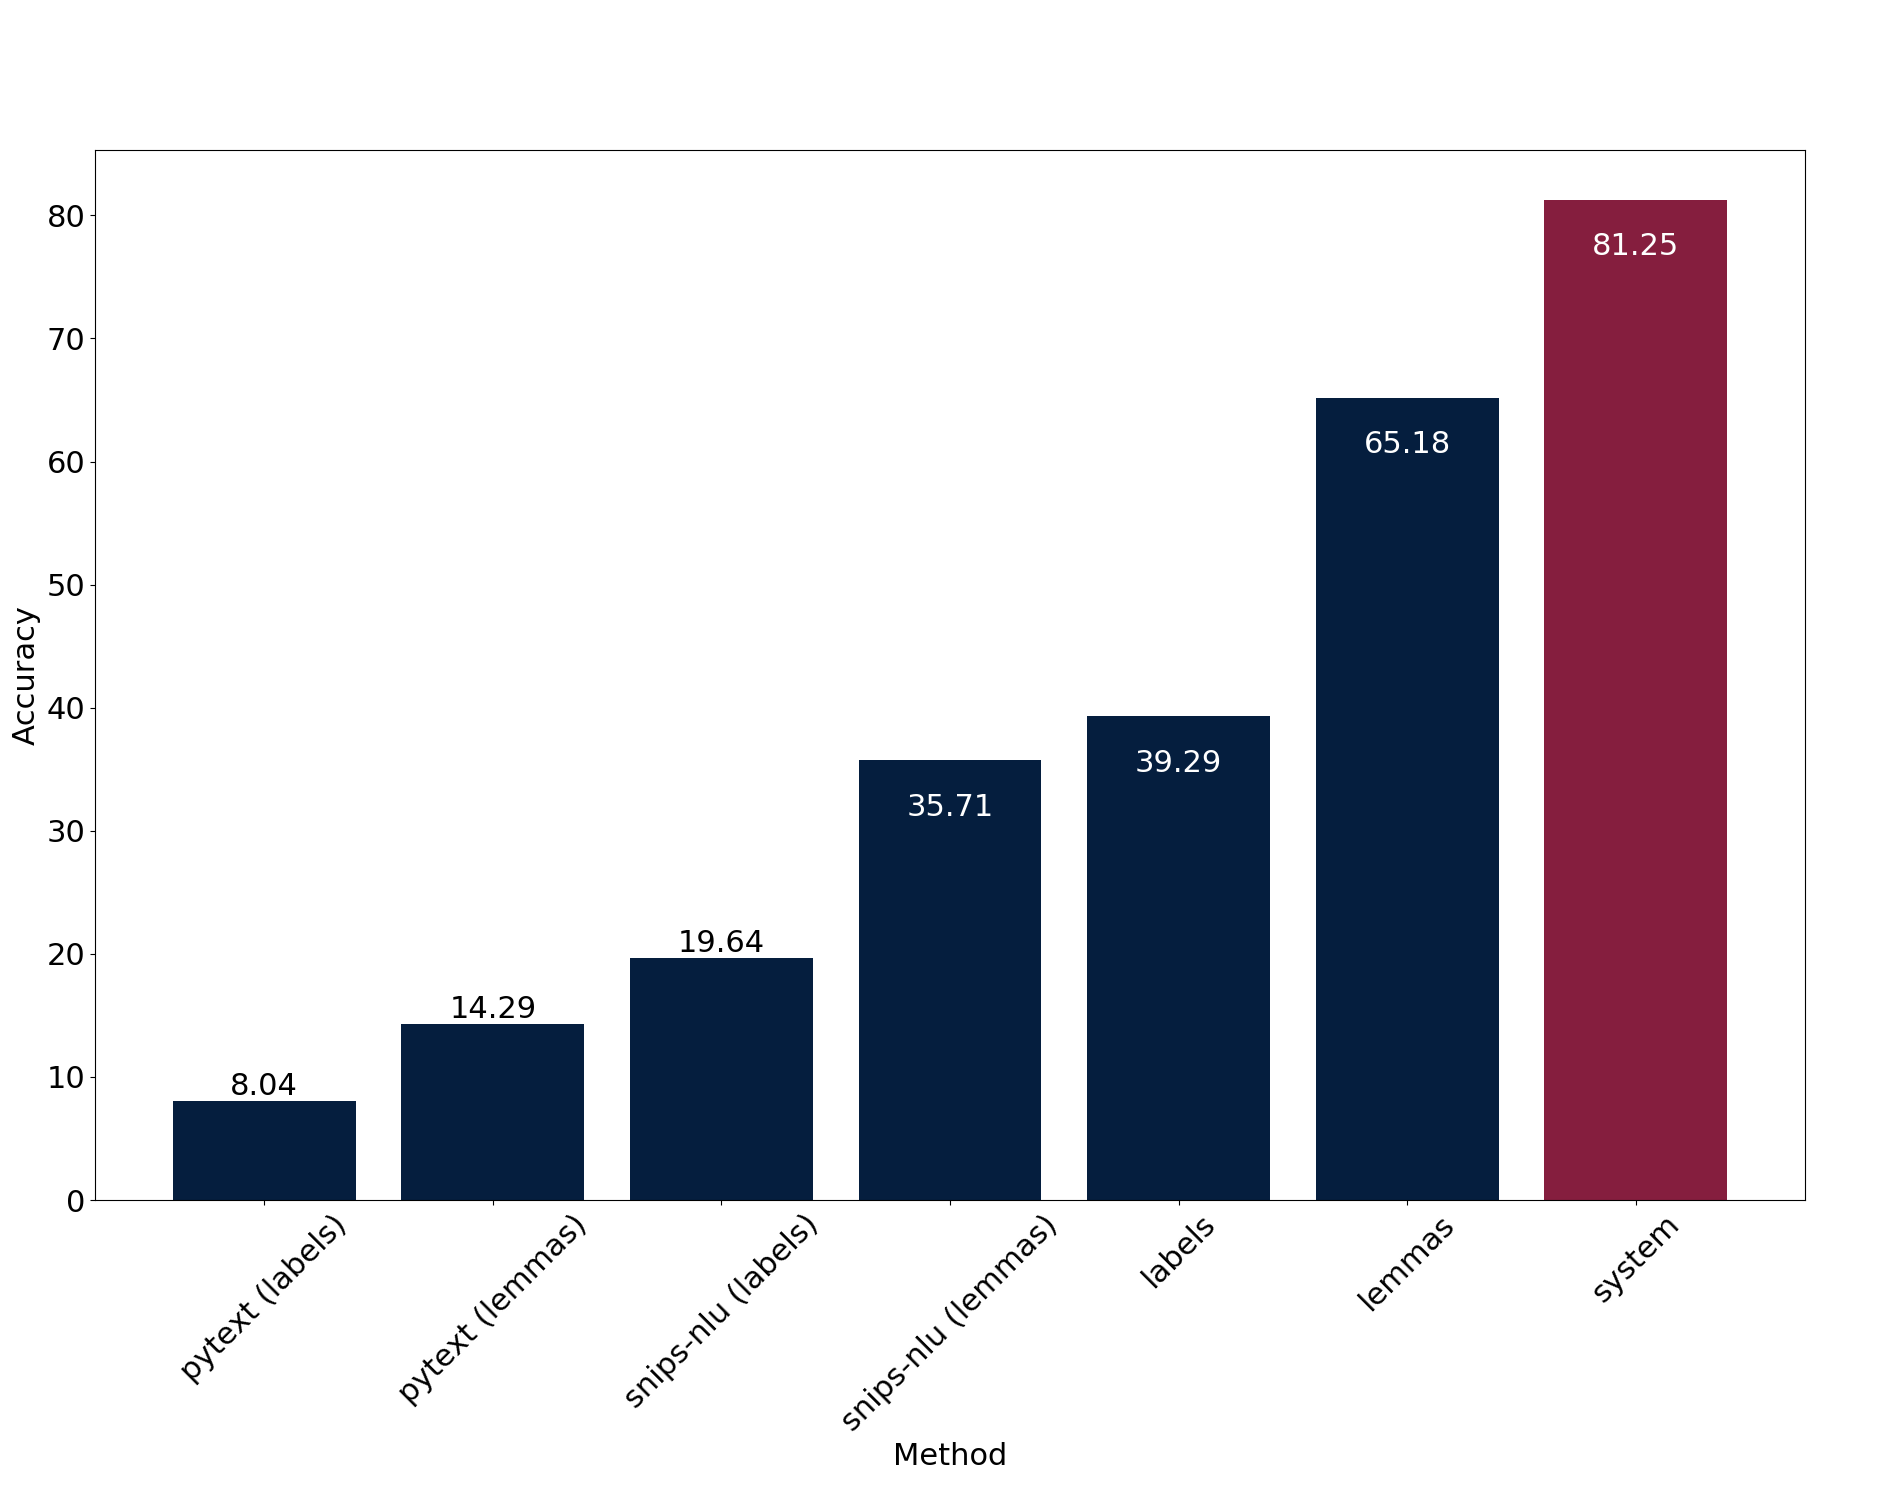 80
70
60
50
40
30
20
10
0
Accuracy
8.04
14.29
19.64
35.71
39.29
65.18
81.25
pytext (labels)
pytext (lemmas)
snips-nlu (labels)
snips-nlu (lemmas)
labels
lemmas
system
Method